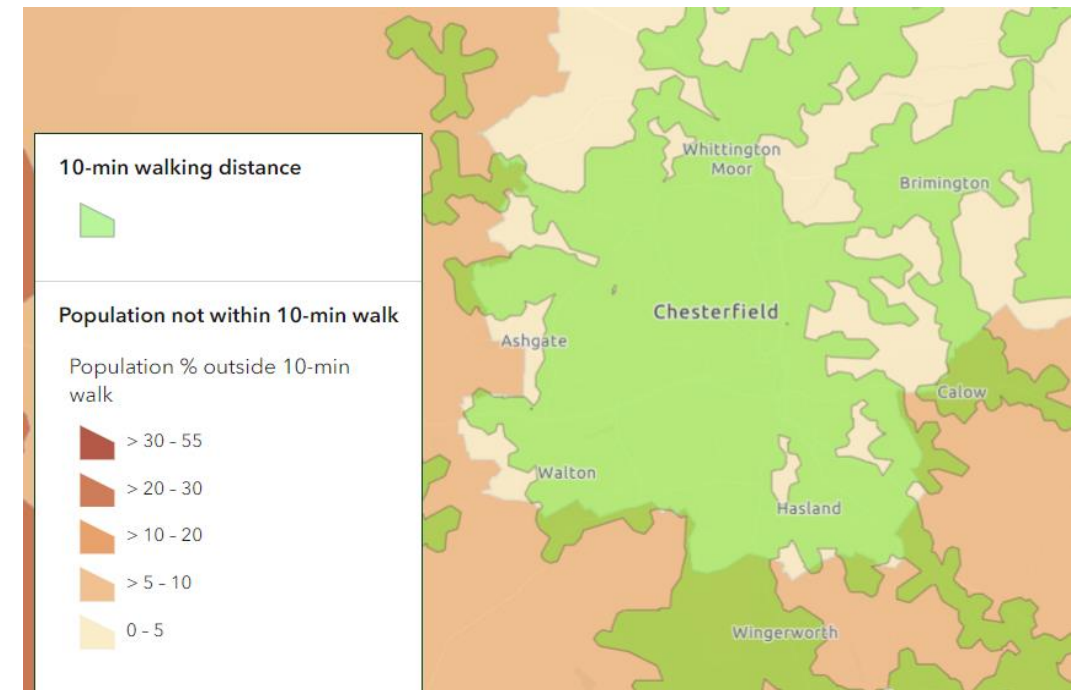 10-min walking distance
Population not within 10-min walk
Population % outside 10-min
walk
> 30 - 55
> 20 - 30
> 10 - 20
> 5 - 10
0 - 5
Whittington
Moor
Brimington
Chesterfield
Ashgate
Calow
Walton
Hasland
Wingerworth